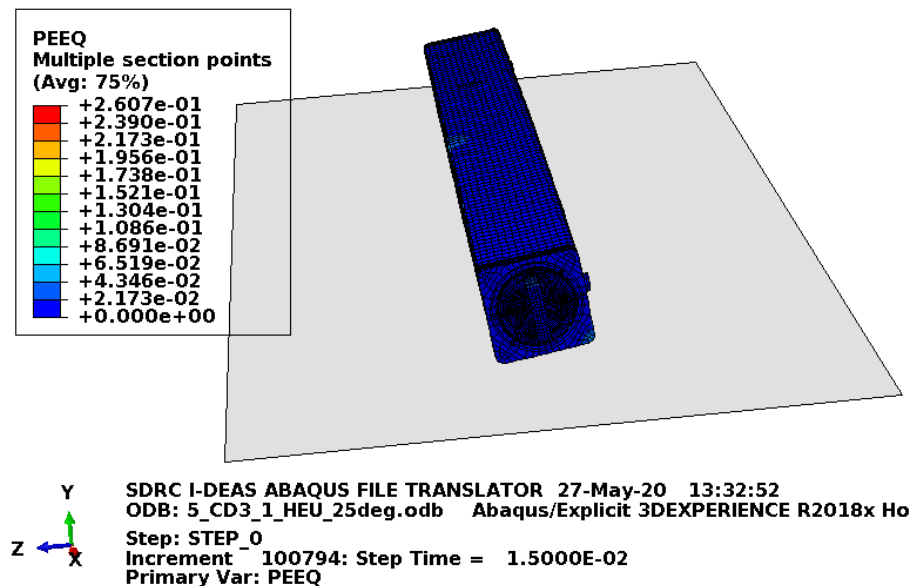 PEEQ
Multiple section points
(Avg: 75%)
+2.607e-01
+2.390e-01
+2.173e-01
+1.956e-01
+1.738e-01
+1.521e-01
+1.304e-01
+1.086e-01
+8.691e-02
+6.519e-02
+4.346e-02
+2.173e-02
+0.000e+00
Y
Z
X
SDRC I-DEAS ABAQUS FILE TRANSLATOR 27-May-20 13:32:52
ODB: 5_CD3_1_HEU_25deg.odb Abaqus/Explicit 3DEXPERIENCE R2018x Ho
Step: STEP_0
Increment 100794: Step Time = 1.5000E-02
Primary Var: PEEQ